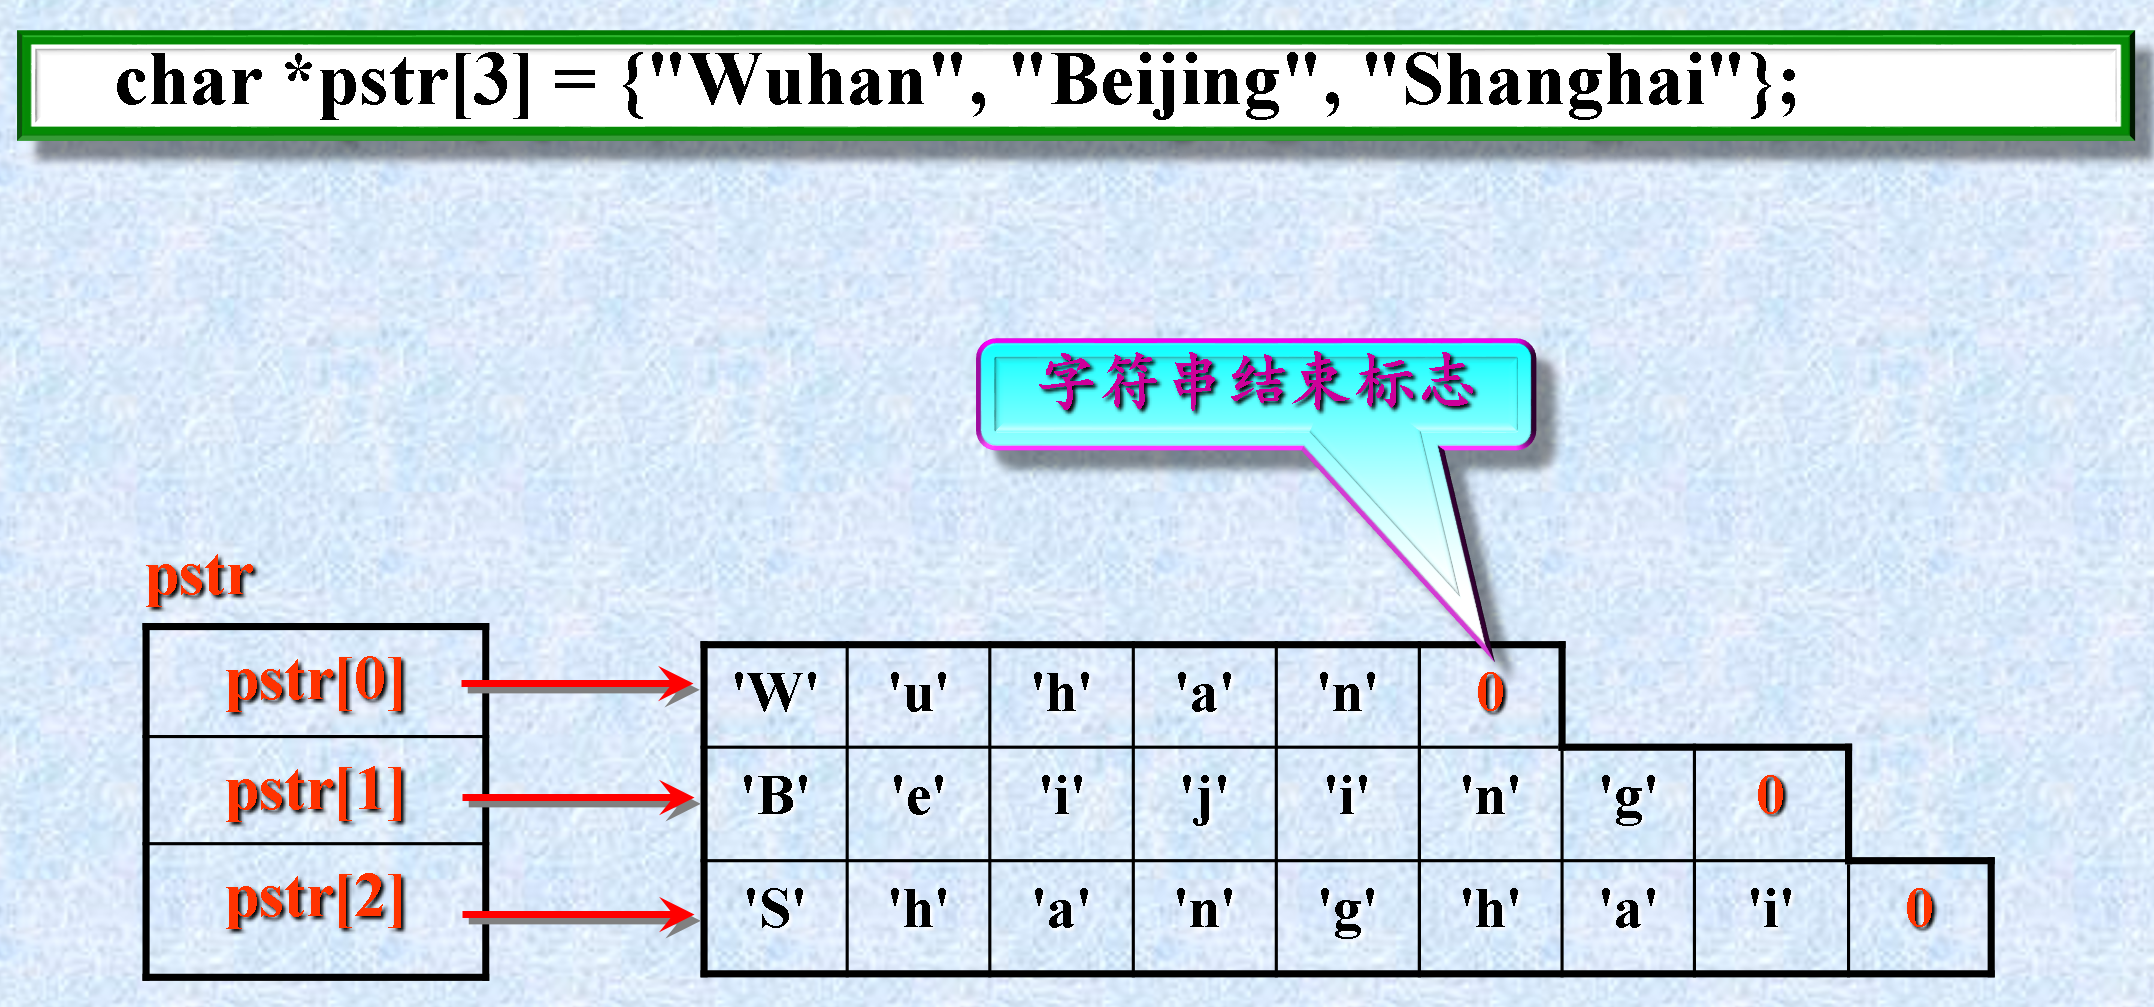 char *pstr[3] = {"Wuhan", "Beijing", "Shanghai"};
字符串结束标志
pstr
pstr[0] 'W' 'u' 'h' 'a' 'n' 0
pstr[1] 'B' 'e' 'i' 'j' 'i' 'n' 'g' 0
pstr[2] 'S' 'h' 'a' 'n' 'g' 'h' 'a' 'i' 0